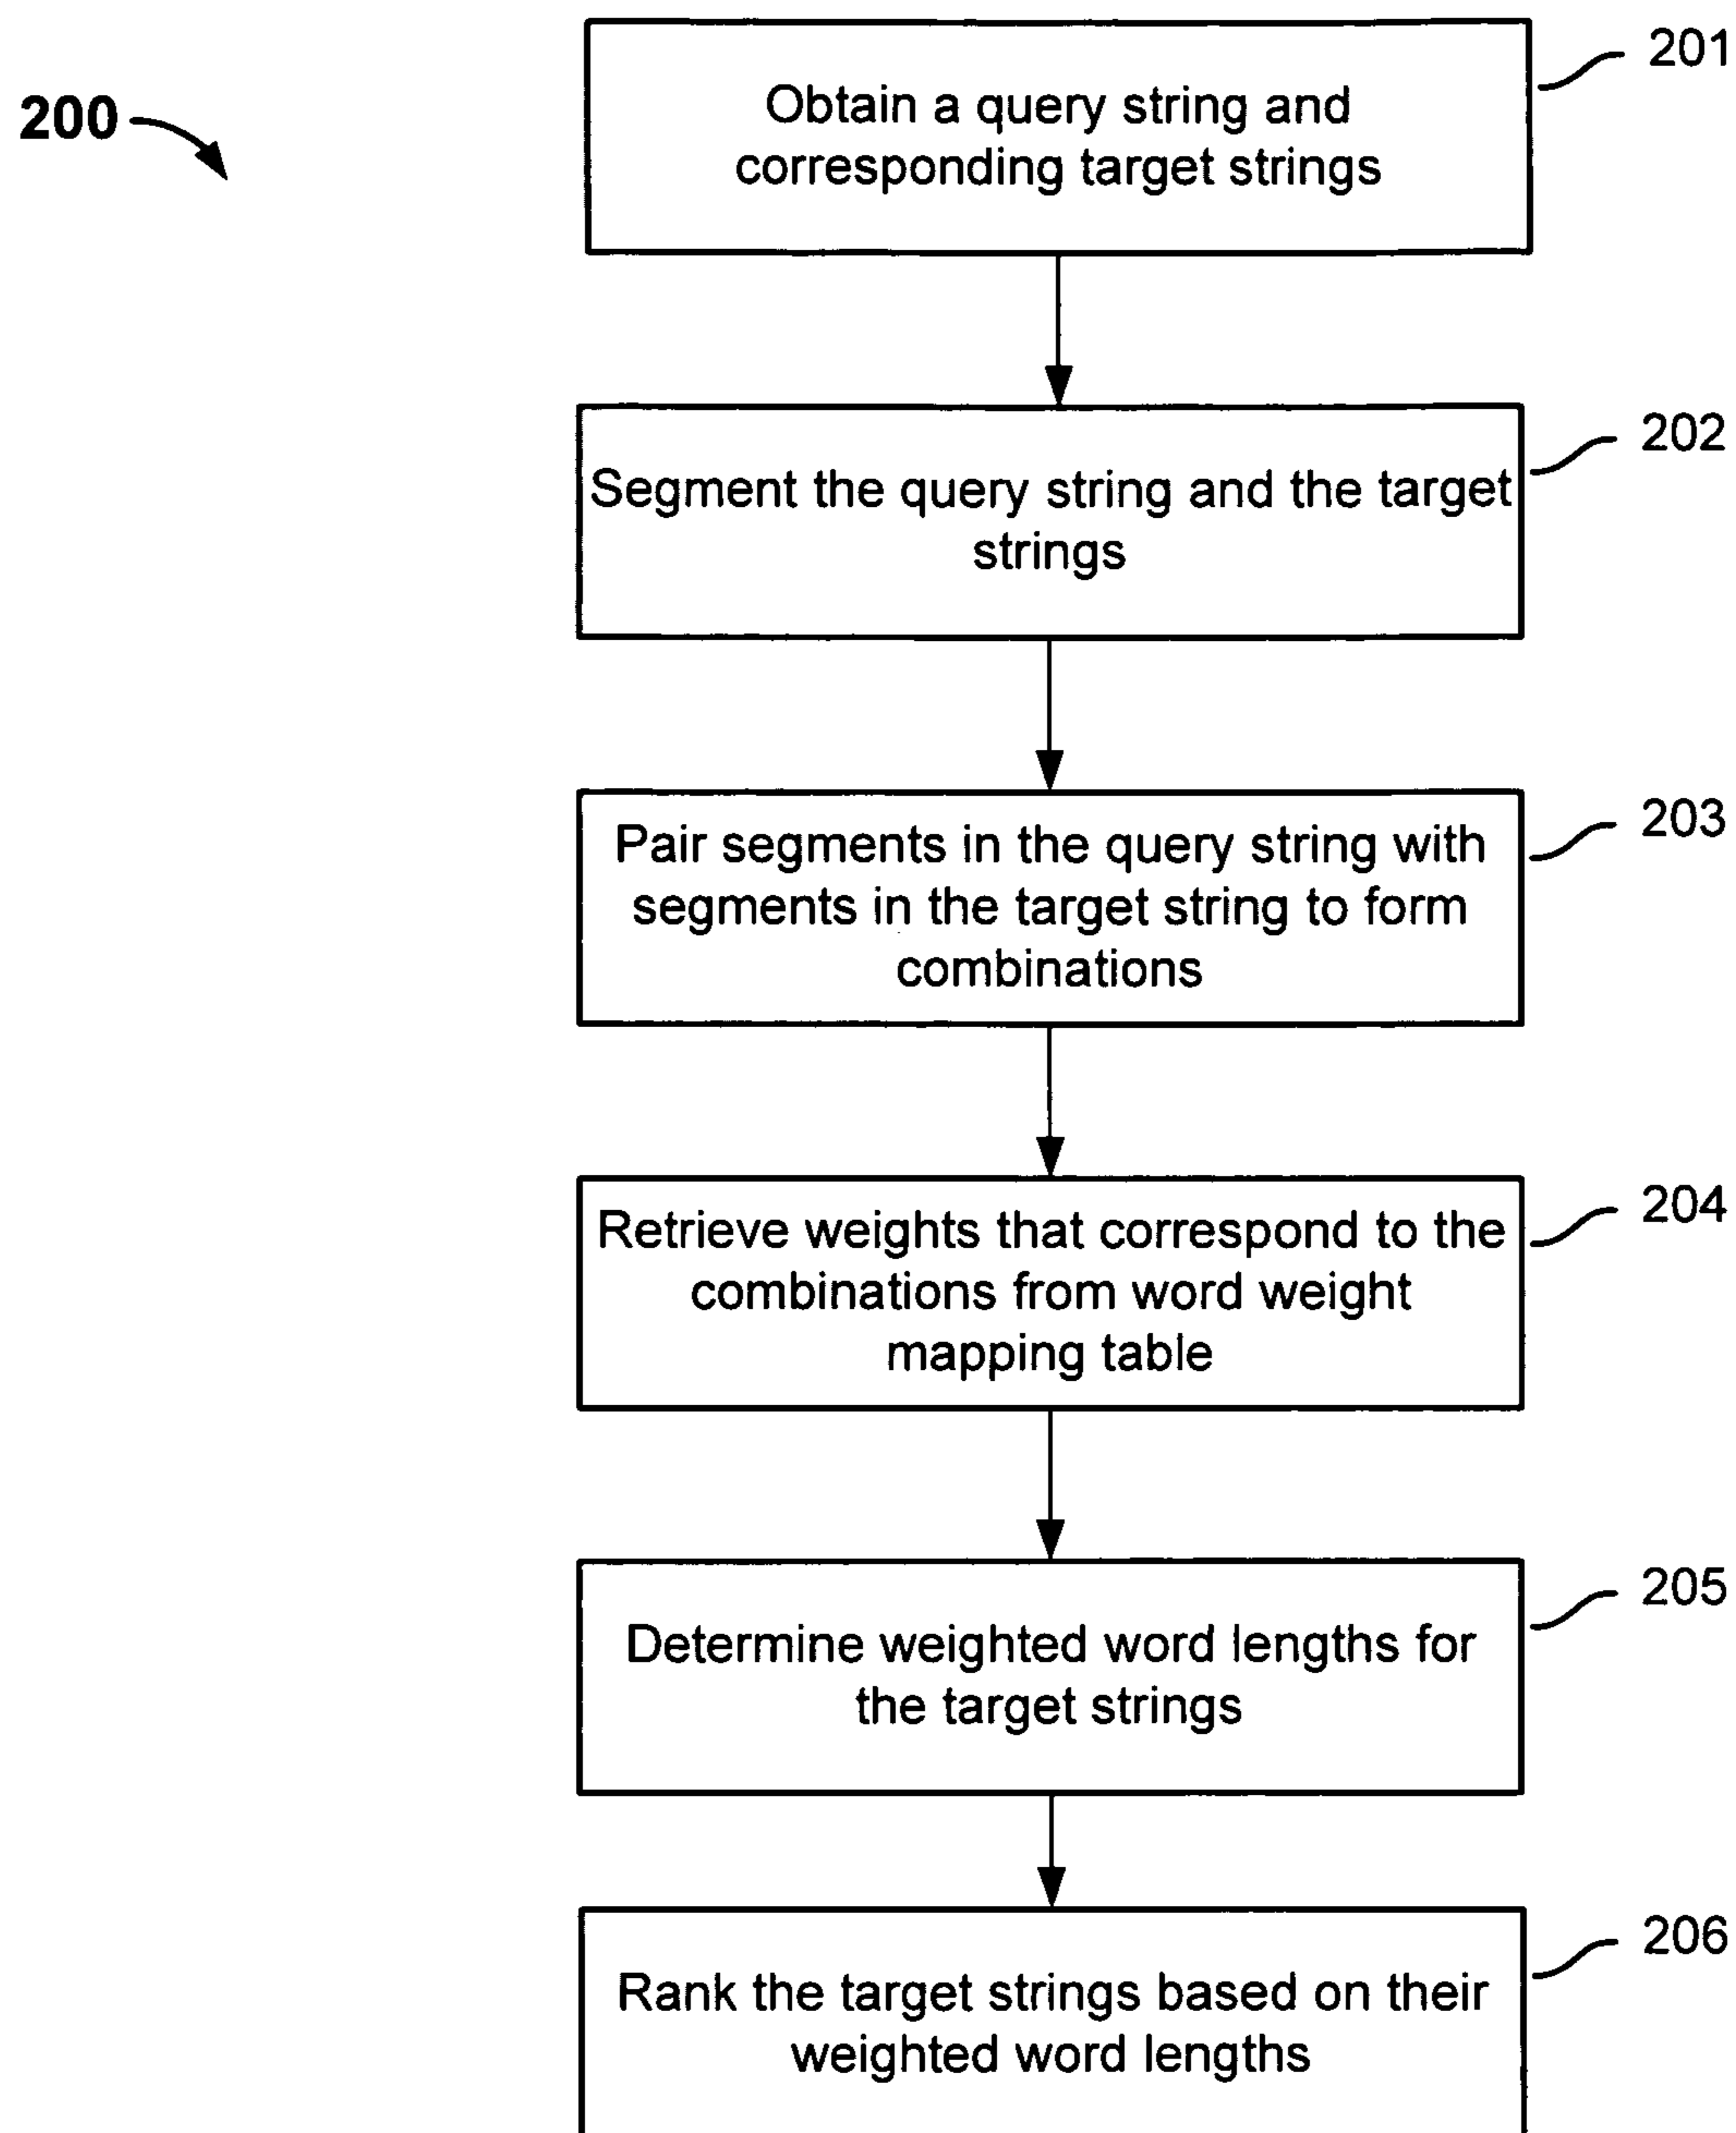 200
201
Obtain a query string and
corresponding target strings
202
Segment the query string and the target
strings
203
Pair segments in the query string with
segments in the target string to form
combinations
204
Retrieve weights that correspond to the
combinations from word weight
mapping table
205
Determine weighted word lengths for
the target strings
206
Rank the target strings based on their
weighted word lengths